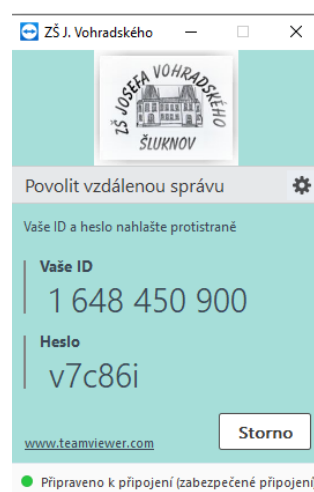 ZŠ J. Vohradského
ZŠ JOSEFA VOHRADSKÉHO
ŠLUKNOV
Povolit vzdálenou správu
Vaše ID a heslo nahlašte protistraně
Vaše ID
1 648 450 900
Heslo
v7c86i
www.teamviewer.com
Storno
Připraveno k připojení (zabezpečené připojení)